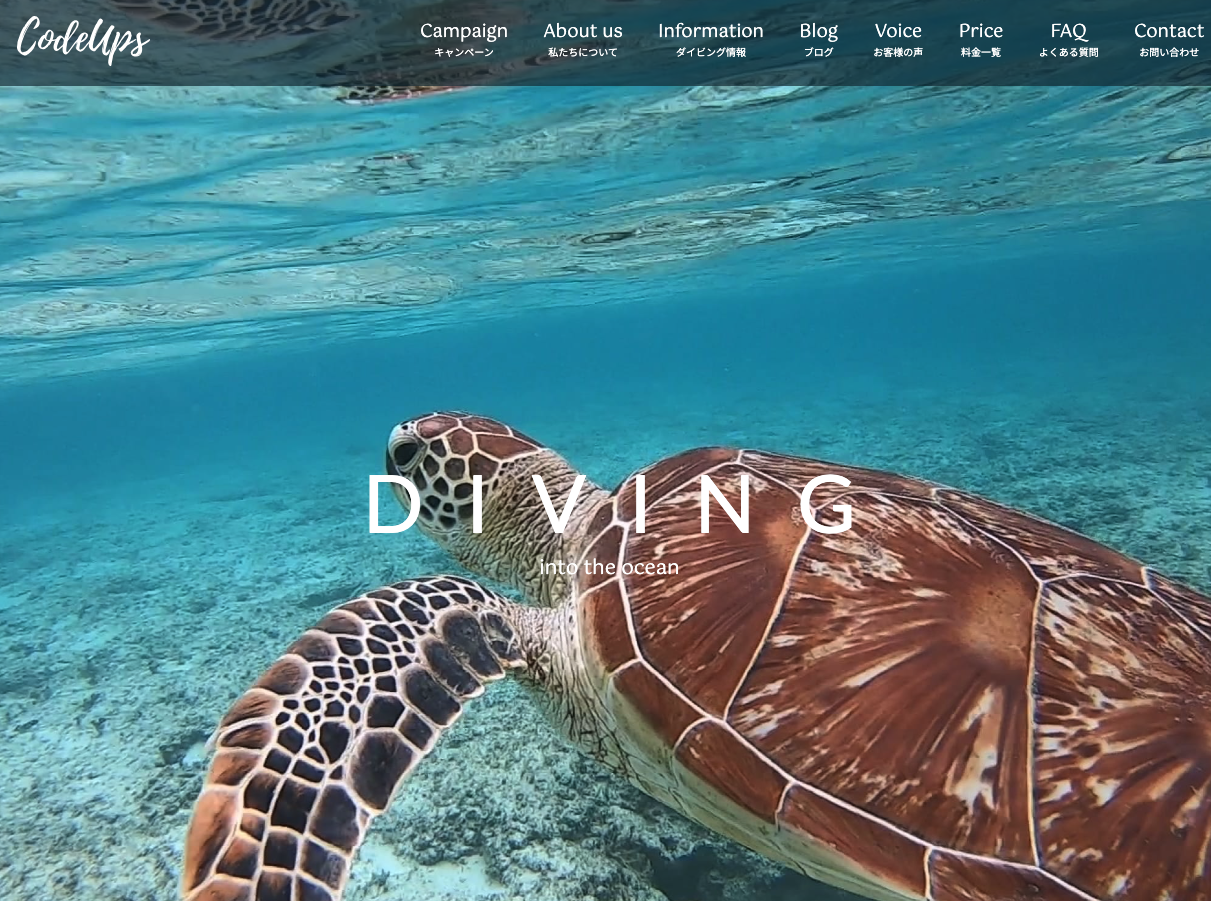 CodeUps
Campaign
キャンペーン
About us
私たちについて
Information
ダイビング情報
Blog
ブログ
Voice
お客様の声
Price
料金一覧
FAQ
よくある質問
Contact
お問い合わせ
DIVING
into the ocean